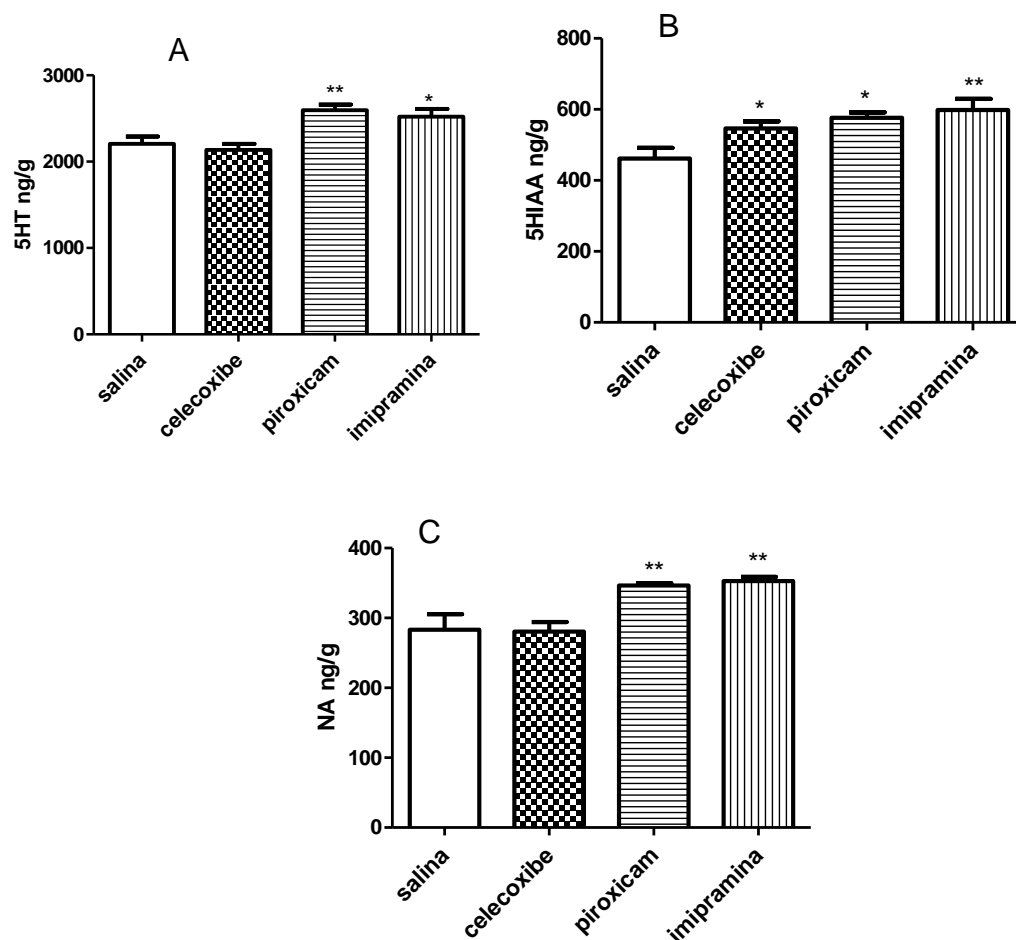 A
5HT ng/g
3000
2000
1000
0
** *
salina
celecoxibe
piroxicam
imipramina
B
5HIAA ng/g
800
600
400
200
0
* * **
salina
celecoxibe
piroxicam
imipramina
C
NA ng/g
400
300
200
100
0
** **
salina
celecoxibe
piroxicam
imipramina